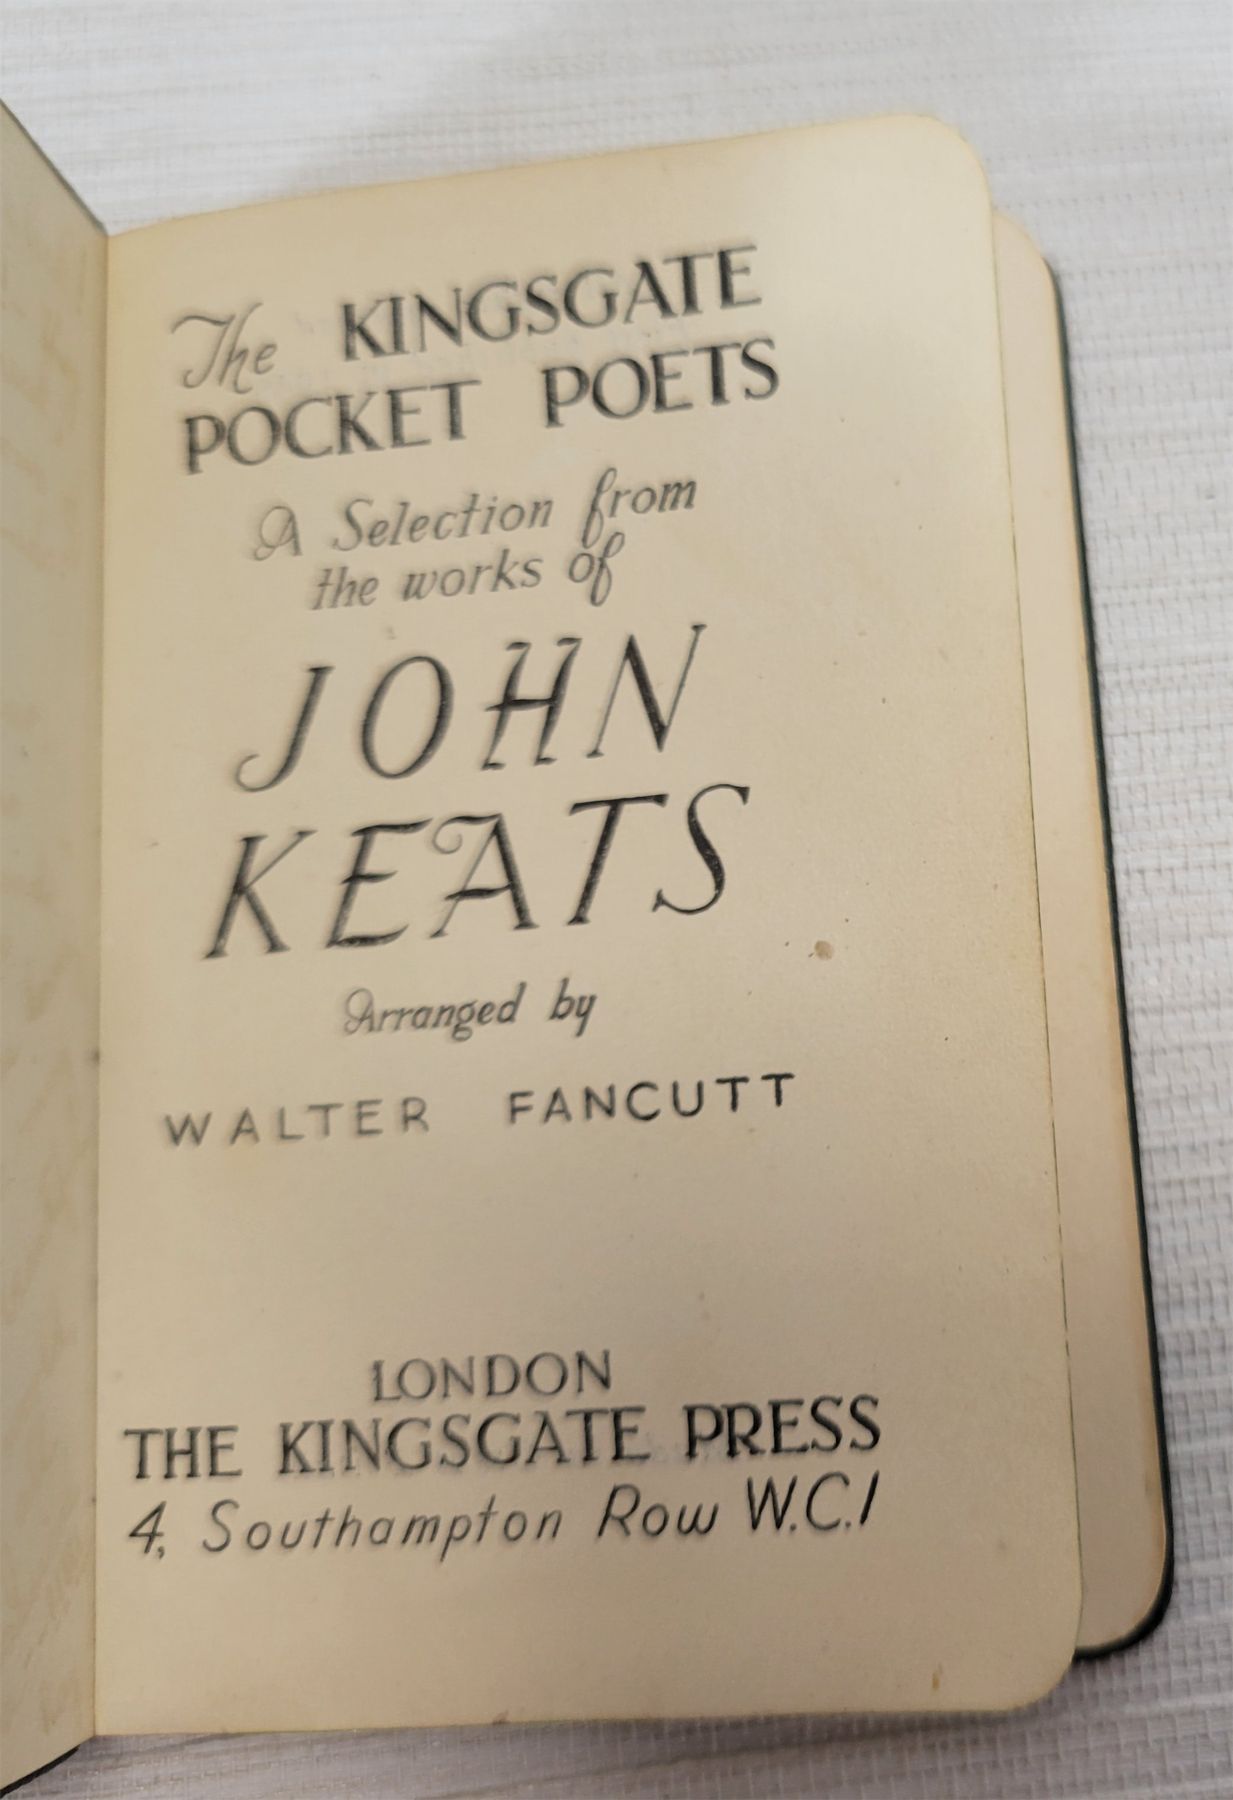 The KINGSGATE
POCKET POETS
A Selection from
the works of
JOHN
KEATS
Arranged by
WALTER FANCUTT
LONDON
THE KINGSGATE PRESS
4, Southampton Row W.C.1